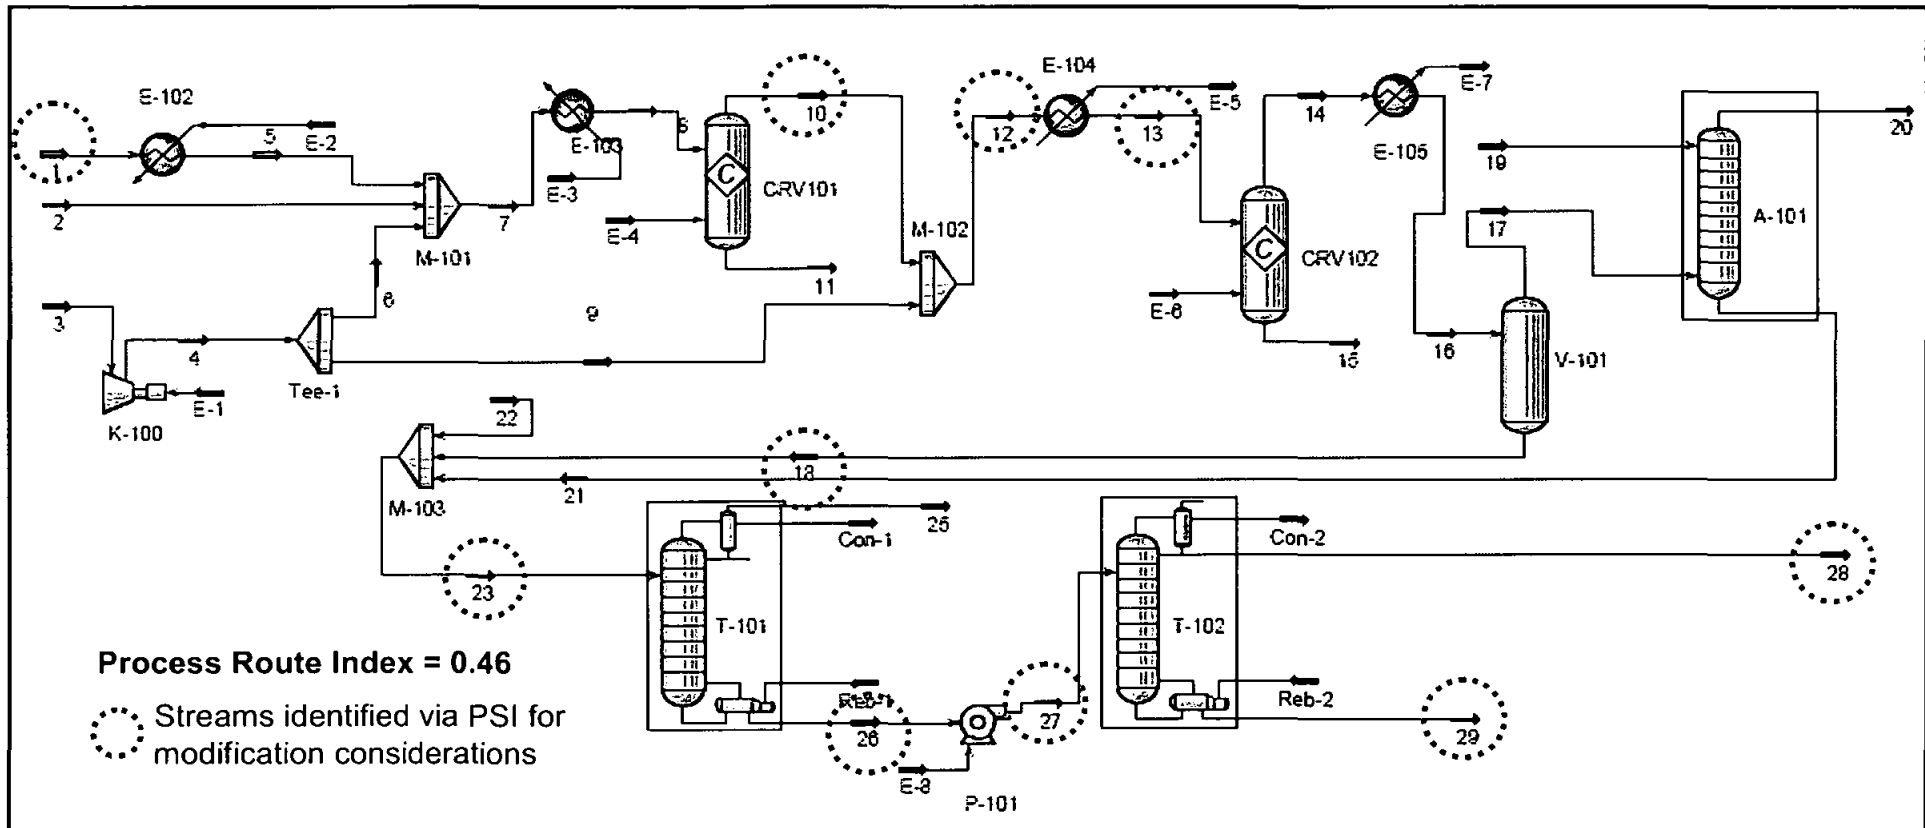 E-102
1
5
E-2
2
M-101
7
6
3
4
Tee-1
E-1
K-100
E-103
E-3
8
E-4
CRV101
10
11
9
M-102
12
E-104
E-5
13
E-6
CRV102
14
15
E-105
E-7
16
17
V-101
19
20
A-101
22
18
21
M-103
23
25
Con-1
T-101
26
27
E-8
P-101
Con-2
T-102
Reb-2
28
29
Process Route Index = 0.46
Streams identified via PSI for
modification considerations